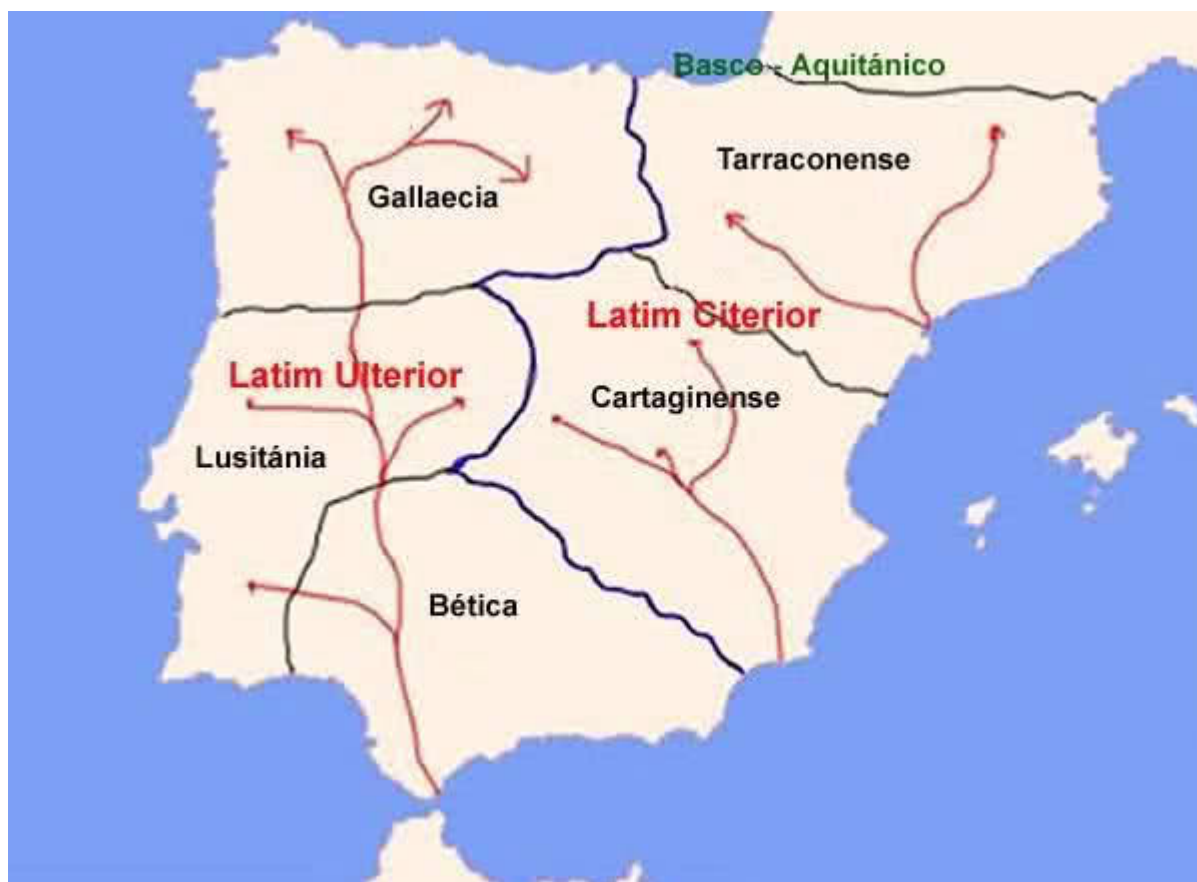 Basco - Aquitánico
Tarraconense
Gallaecia
Latim Citerior
Latim Ulterior
Cartaginense
Lusitánia
Bética